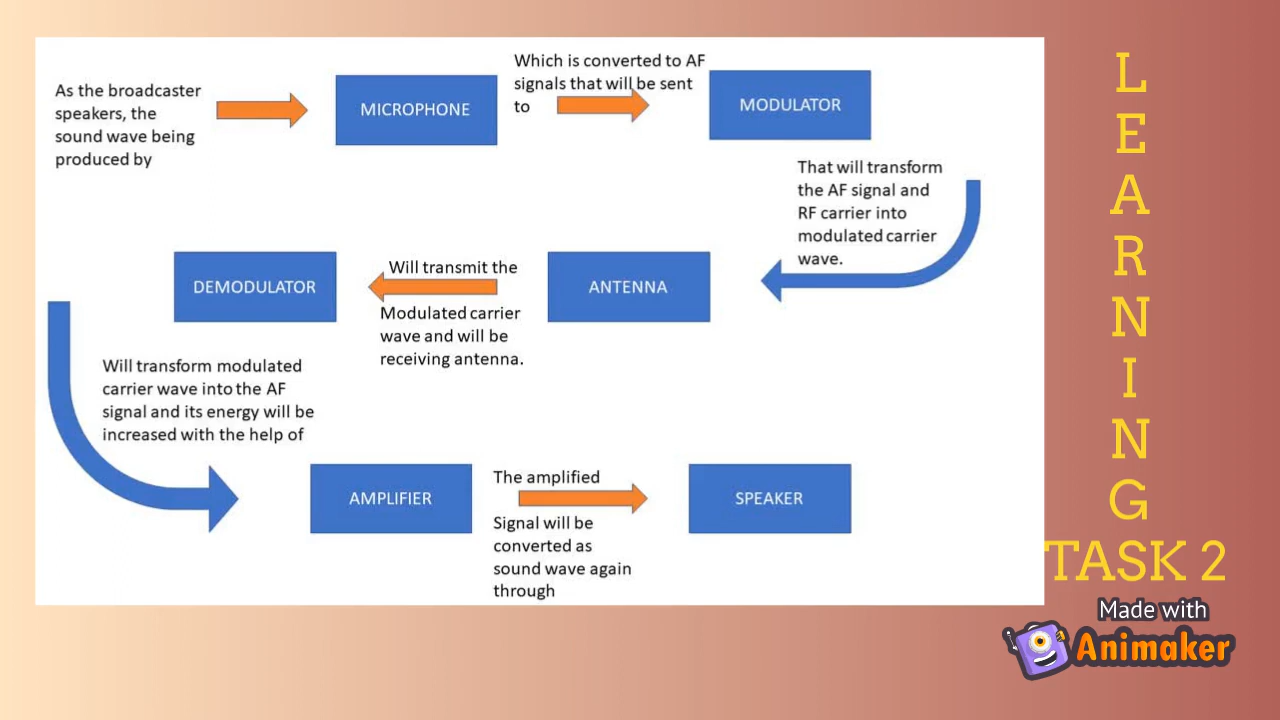 As the broadcaster
speakers, the
sound wave being
produced by
MICROPHONE
Which is converted to AF
signals that will be sent
to
MODULATOR
That will transform
the AF signal and
RF carrier into
modulated carrier
wave.
ANTENNA
Will transmit the
Modulated carrier
wave and will be
receiving antenna.
DEMODULATOR
Will transform modulated
carrier wave into the AF
signal and its energy will be
increased with the help of
AMPLIFIER
The amplified
Signal will be
converted as
sound wave again
through
SPEAKER
L
E
A
R
N
I
N
G
TASK 2
Made with
Animaker